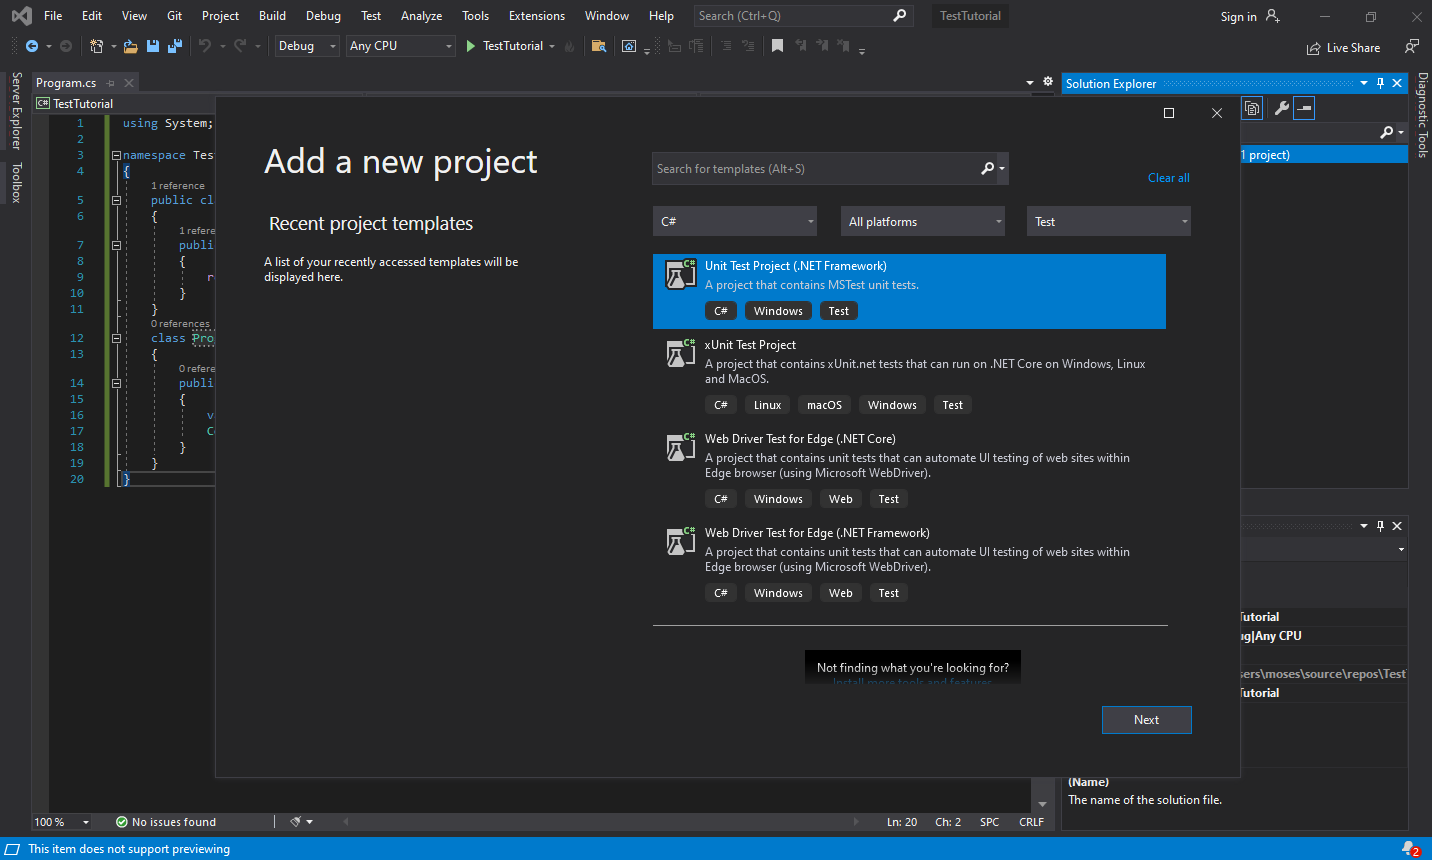 File Edit View Git Project Build Debug Test Analyze Tools Extensions Window Help Search (Ctrl+Q) TestTutorial Sign in
Debug Any CPU TestTutorial Live Share
Server Explorer
Toolbox
Program.cs
C# TestTutorial
1 using System;
2
3 namespace Test
4 {
1 reference
5 public cl
6 {
1 refere
7 public
8 {
9 re
10 }
11 }
0 references
12 class Pro
13 {
0 refere
14 public
15 {
16 v
17 Co
18 }
19 }
20 }
Add a new project
Recent project templates
A list of your recently accessed templates will be
displayed here.
Search for templates (Alt+S)
Clear all
C# All platforms Test
C# Unit Test Project (.NET Framework)
A project that contains MSTest unit tests.
C# Windows Test
C# xUnit Test Project
A project that contains xUnit.net tests that can run on .NET Core on Windows, Linux
and MacOS.
C# Linux macOS Windows Test
C# Web Driver Test for Edge (.NET Core)
A project that contains unit tests that can automate UI testing of web sites within
Edge browser (using Microsoft WebDriver).
C# Windows Web Test
C# Web Driver Test for Edge (.NET Framework)
A project that contains unit tests that can automate UI testing of web sites within
Edge browser (using Microsoft WebDriver).
C# Windows Web Test
Not finding what you're looking for?
Install more tools and features
Next
Solution Explorer
1 project)
Diagnostic Tools
Tutorial
ug|Any CPU
sers\moses\source\repos\Test
Tutorial
(Name)
The name of the solution file.
100 % No issues found Ln: 20 Ch: 2 SPC CRLF
This item does not support previewing 2